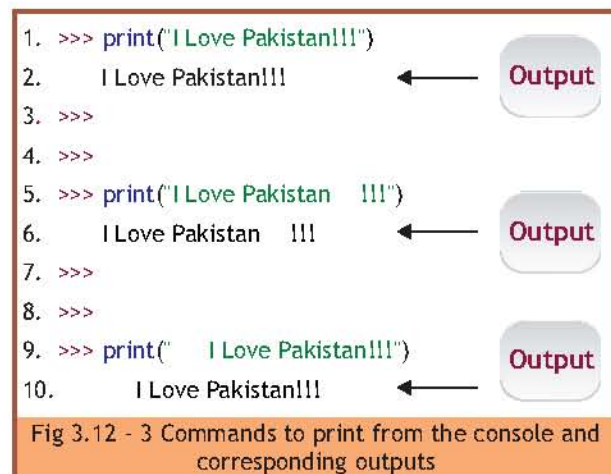 1. >>> print("I Love Pakistan!!!")
2. I Love Pakistan!!! Output
3. >>>
4. >>>
5. >>> print("I Love Pakistan   !!!")
6. I Love Pakistan   !!! Output
7. >>>
8. >>>
9. >>> print("    I Love Pakistan!!!")
10.     I Love Pakistan!!! Output
Fig 3.12 - 3 Commands to print from the console and
corresponding outputs